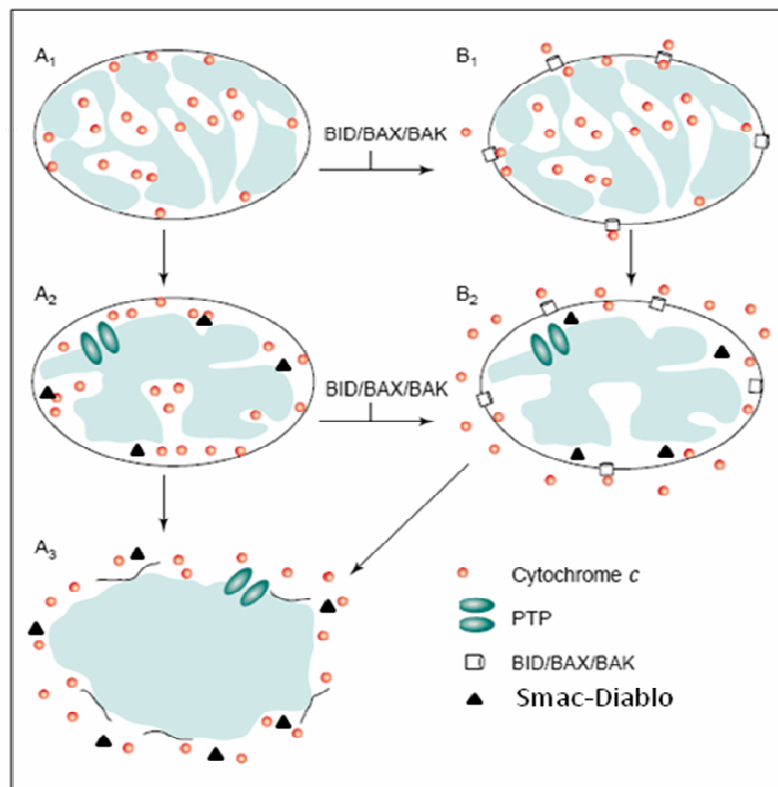 A₁
B₁
BID/BAX/BAK
A₂
B₂
BID/BAX/BAK
A₃
Cytochrome c
PTP
BID/BAX/BAK
Smac-Diablo